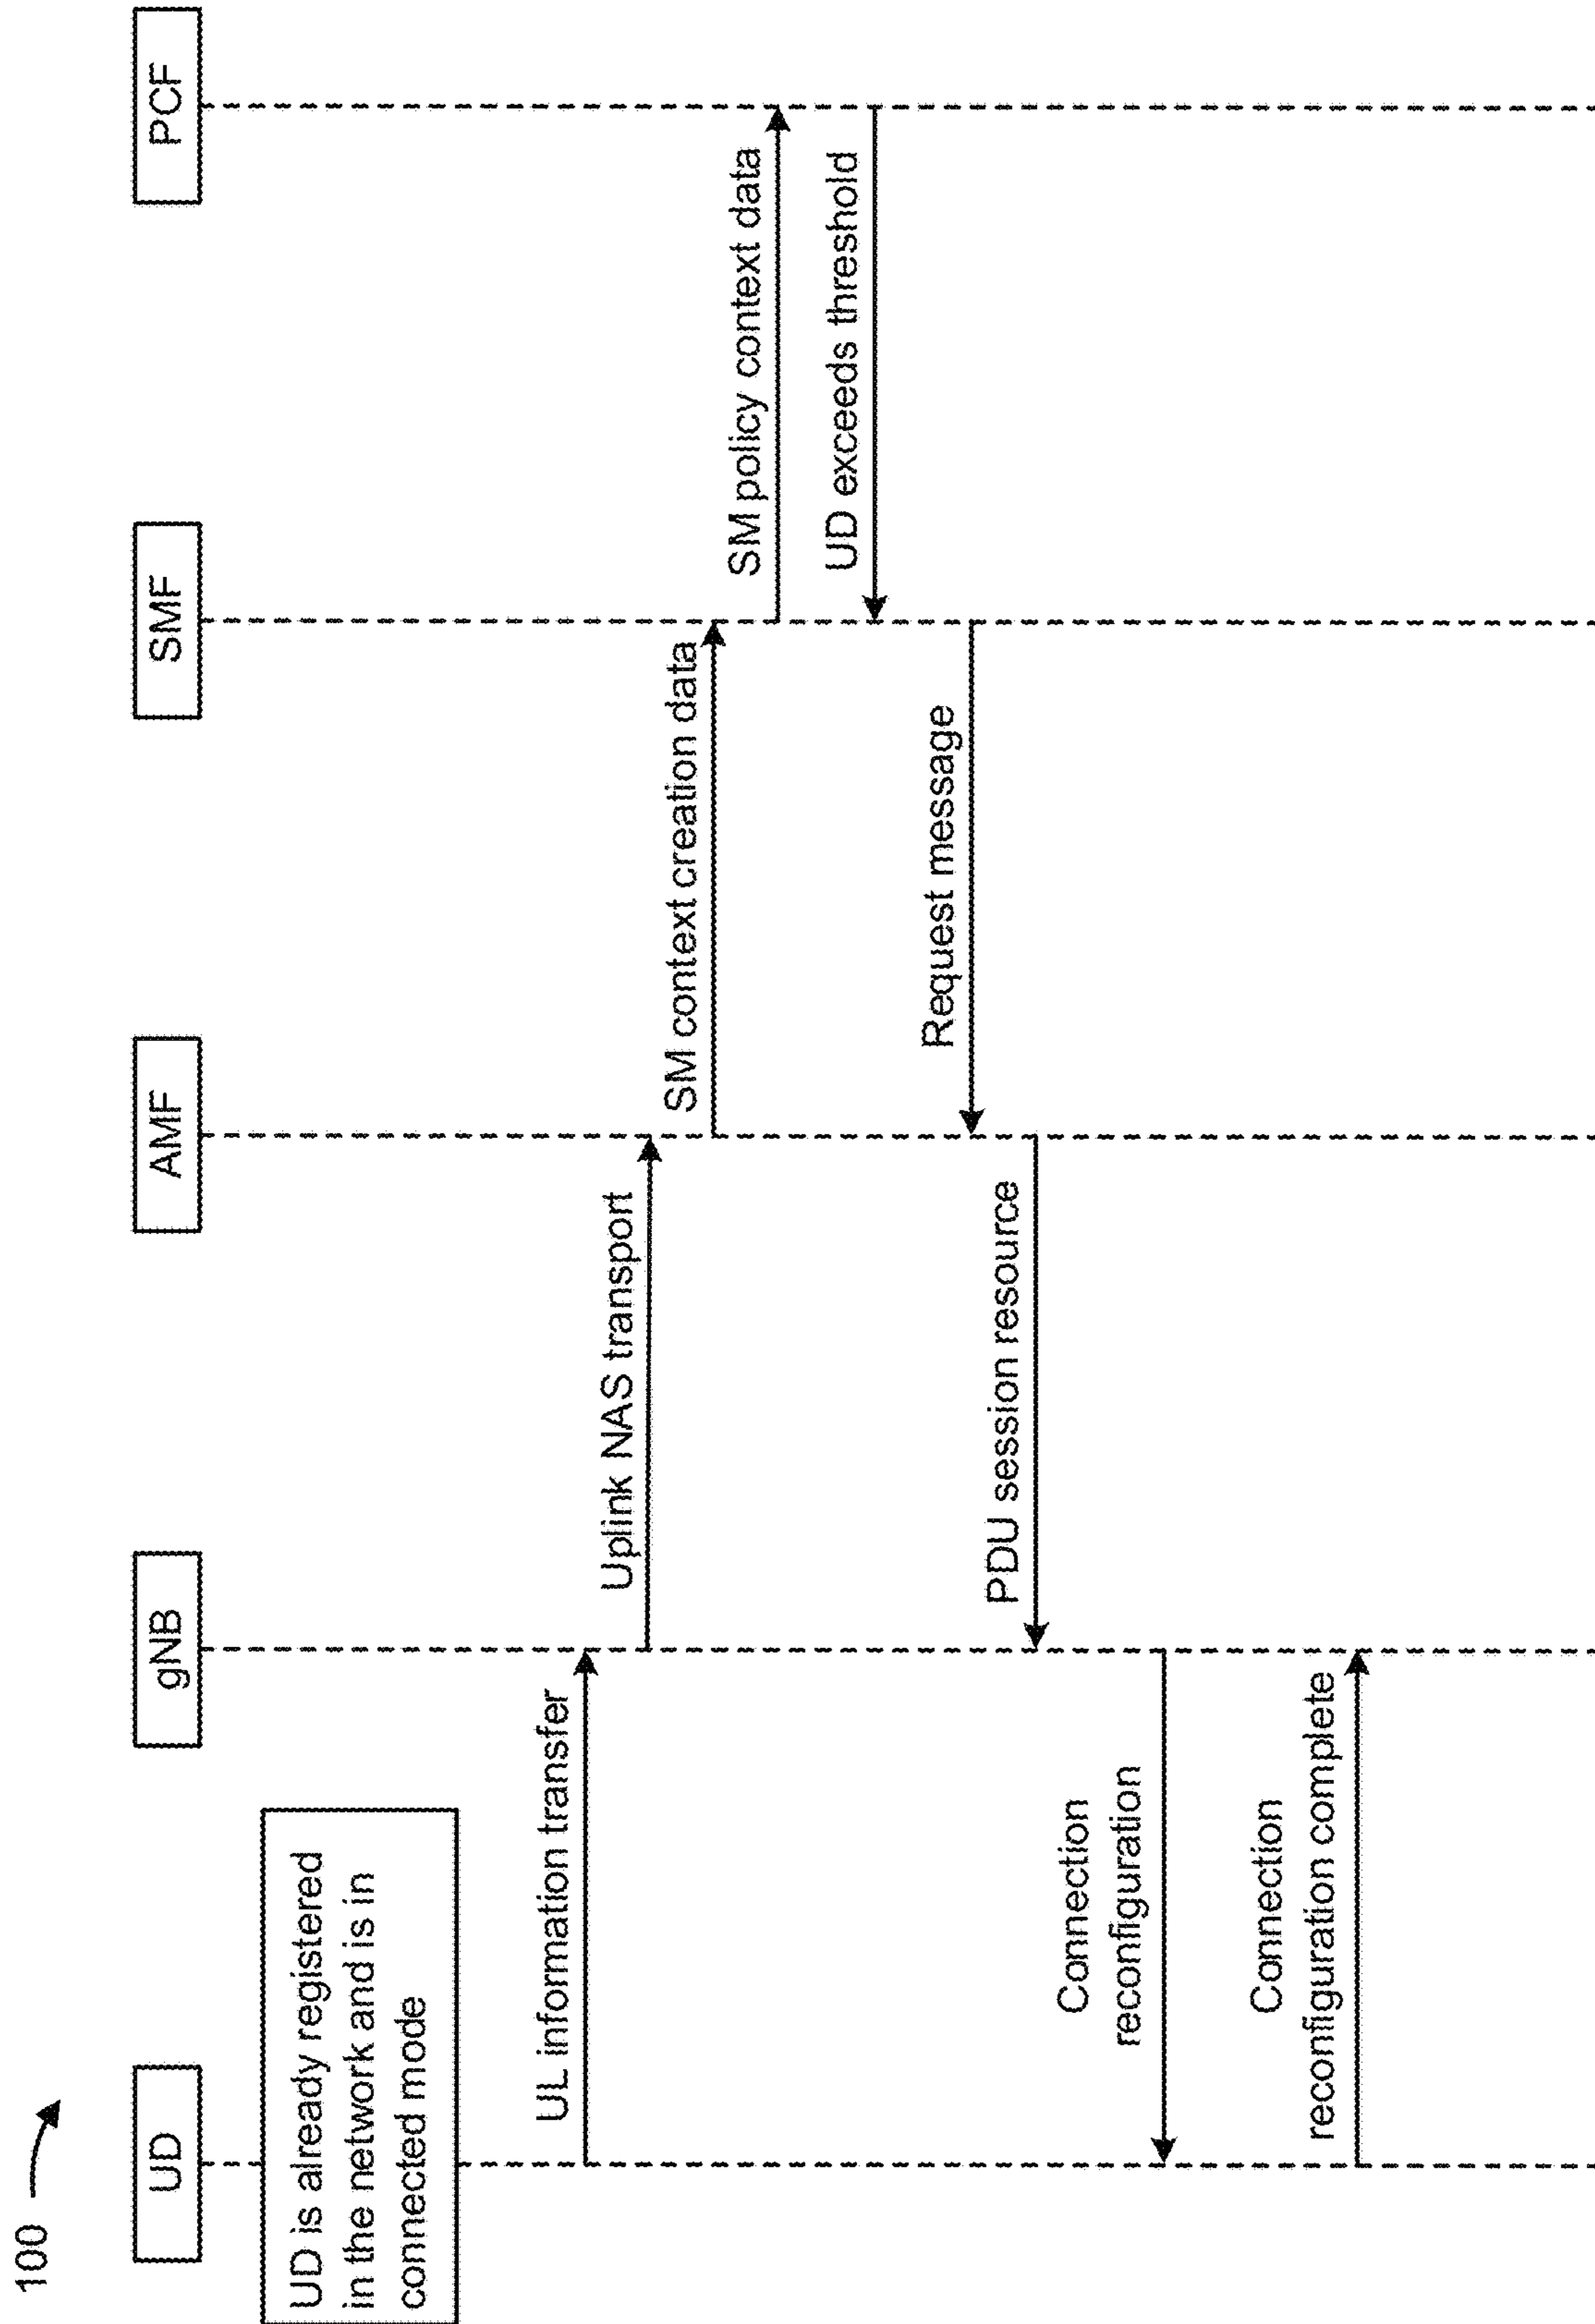 100
UD
gNB
AMF
SMF
PCF
UD is already registered
in the network and is in
connected mode
UL information transfer
Uplink NAS transport
SM context creation data
SM policy context data
UD exceeds threshold
Request message
PDU session resource
Connection
reconfiguration
Connection
reconfiguration complete